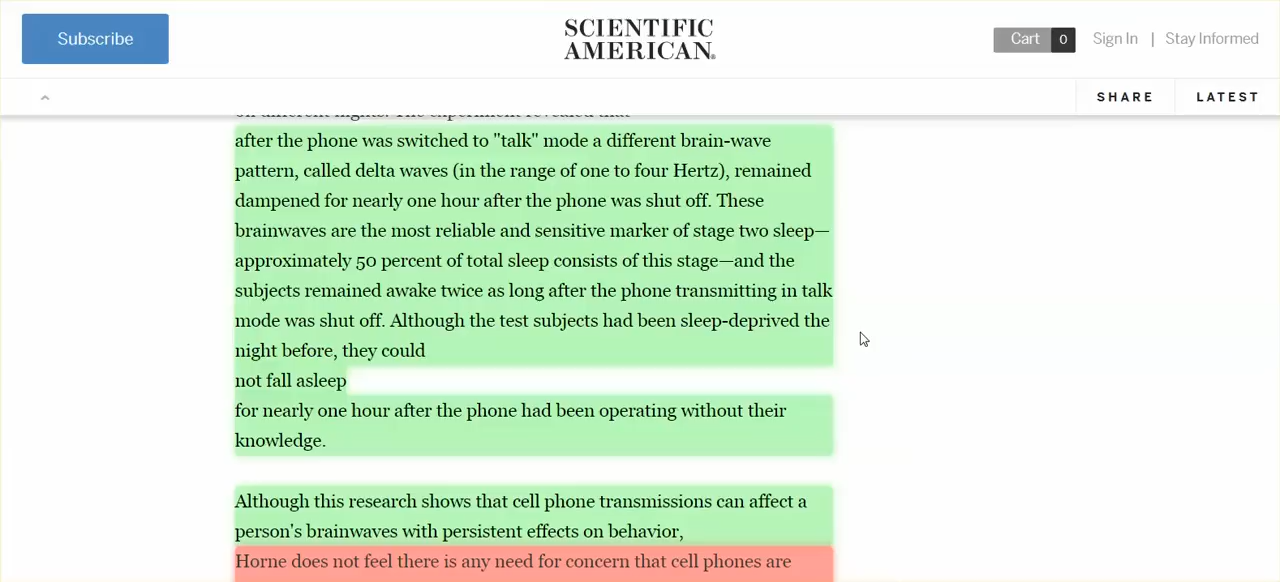 Subscribe
SCIENTIFIC
AMERICAN®
Cart 0
Sign In | Stay Informed
SHARE
LATEST
on different nights. The experiment revealed that
after the phone was switched to "talk" mode a different brain-wave
pattern, called delta waves (in the range of one to four Hertz), remained
dampened for nearly one hour after the phone was shut off. These
brainwaves are the most reliable and sensitive marker of stage two sleep—
approximately 50 percent of total sleep consists of this stage—and the
subjects remained awake twice as long after the phone transmitting in talk
mode was shut off. Although the test subjects had been sleep-deprived the
night before, they could
not fall asleep
for nearly one hour after the phone had been operating without their
knowledge.
Although this research shows that cell phone transmissions can affect a
person's brainwaves with persistent effects on behavior,
Horne does not feel there is any need for concern that cell phones are